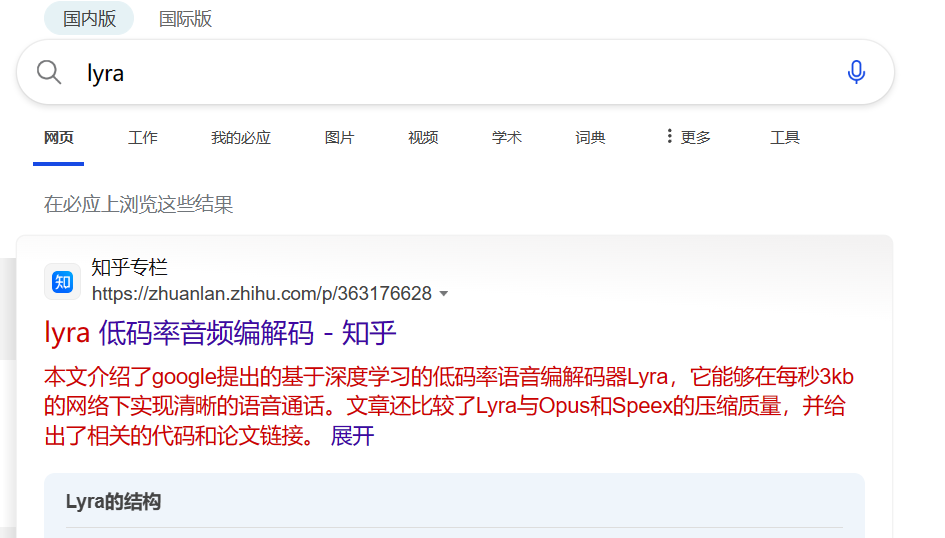 国内版 国际版
lyra
网页 工作 我的必应 图片 视频 学术 词典 更多 工具
在必应上浏览这些结果
知 知乎专栏
https://zhuanlan.zhihu.com/p/363176628
lyra 低码率音频编解码 - 知乎
本文介绍了google提出的基于深度学习的低码率语音编解码器Lyra，它能够在每秒3kb
的网络下实现清晰的语音通话。文章还比较了Lyra与Opus和Speex的压缩质量，并给
出了相关的代码和论文链接。 展开
Lyra的结构